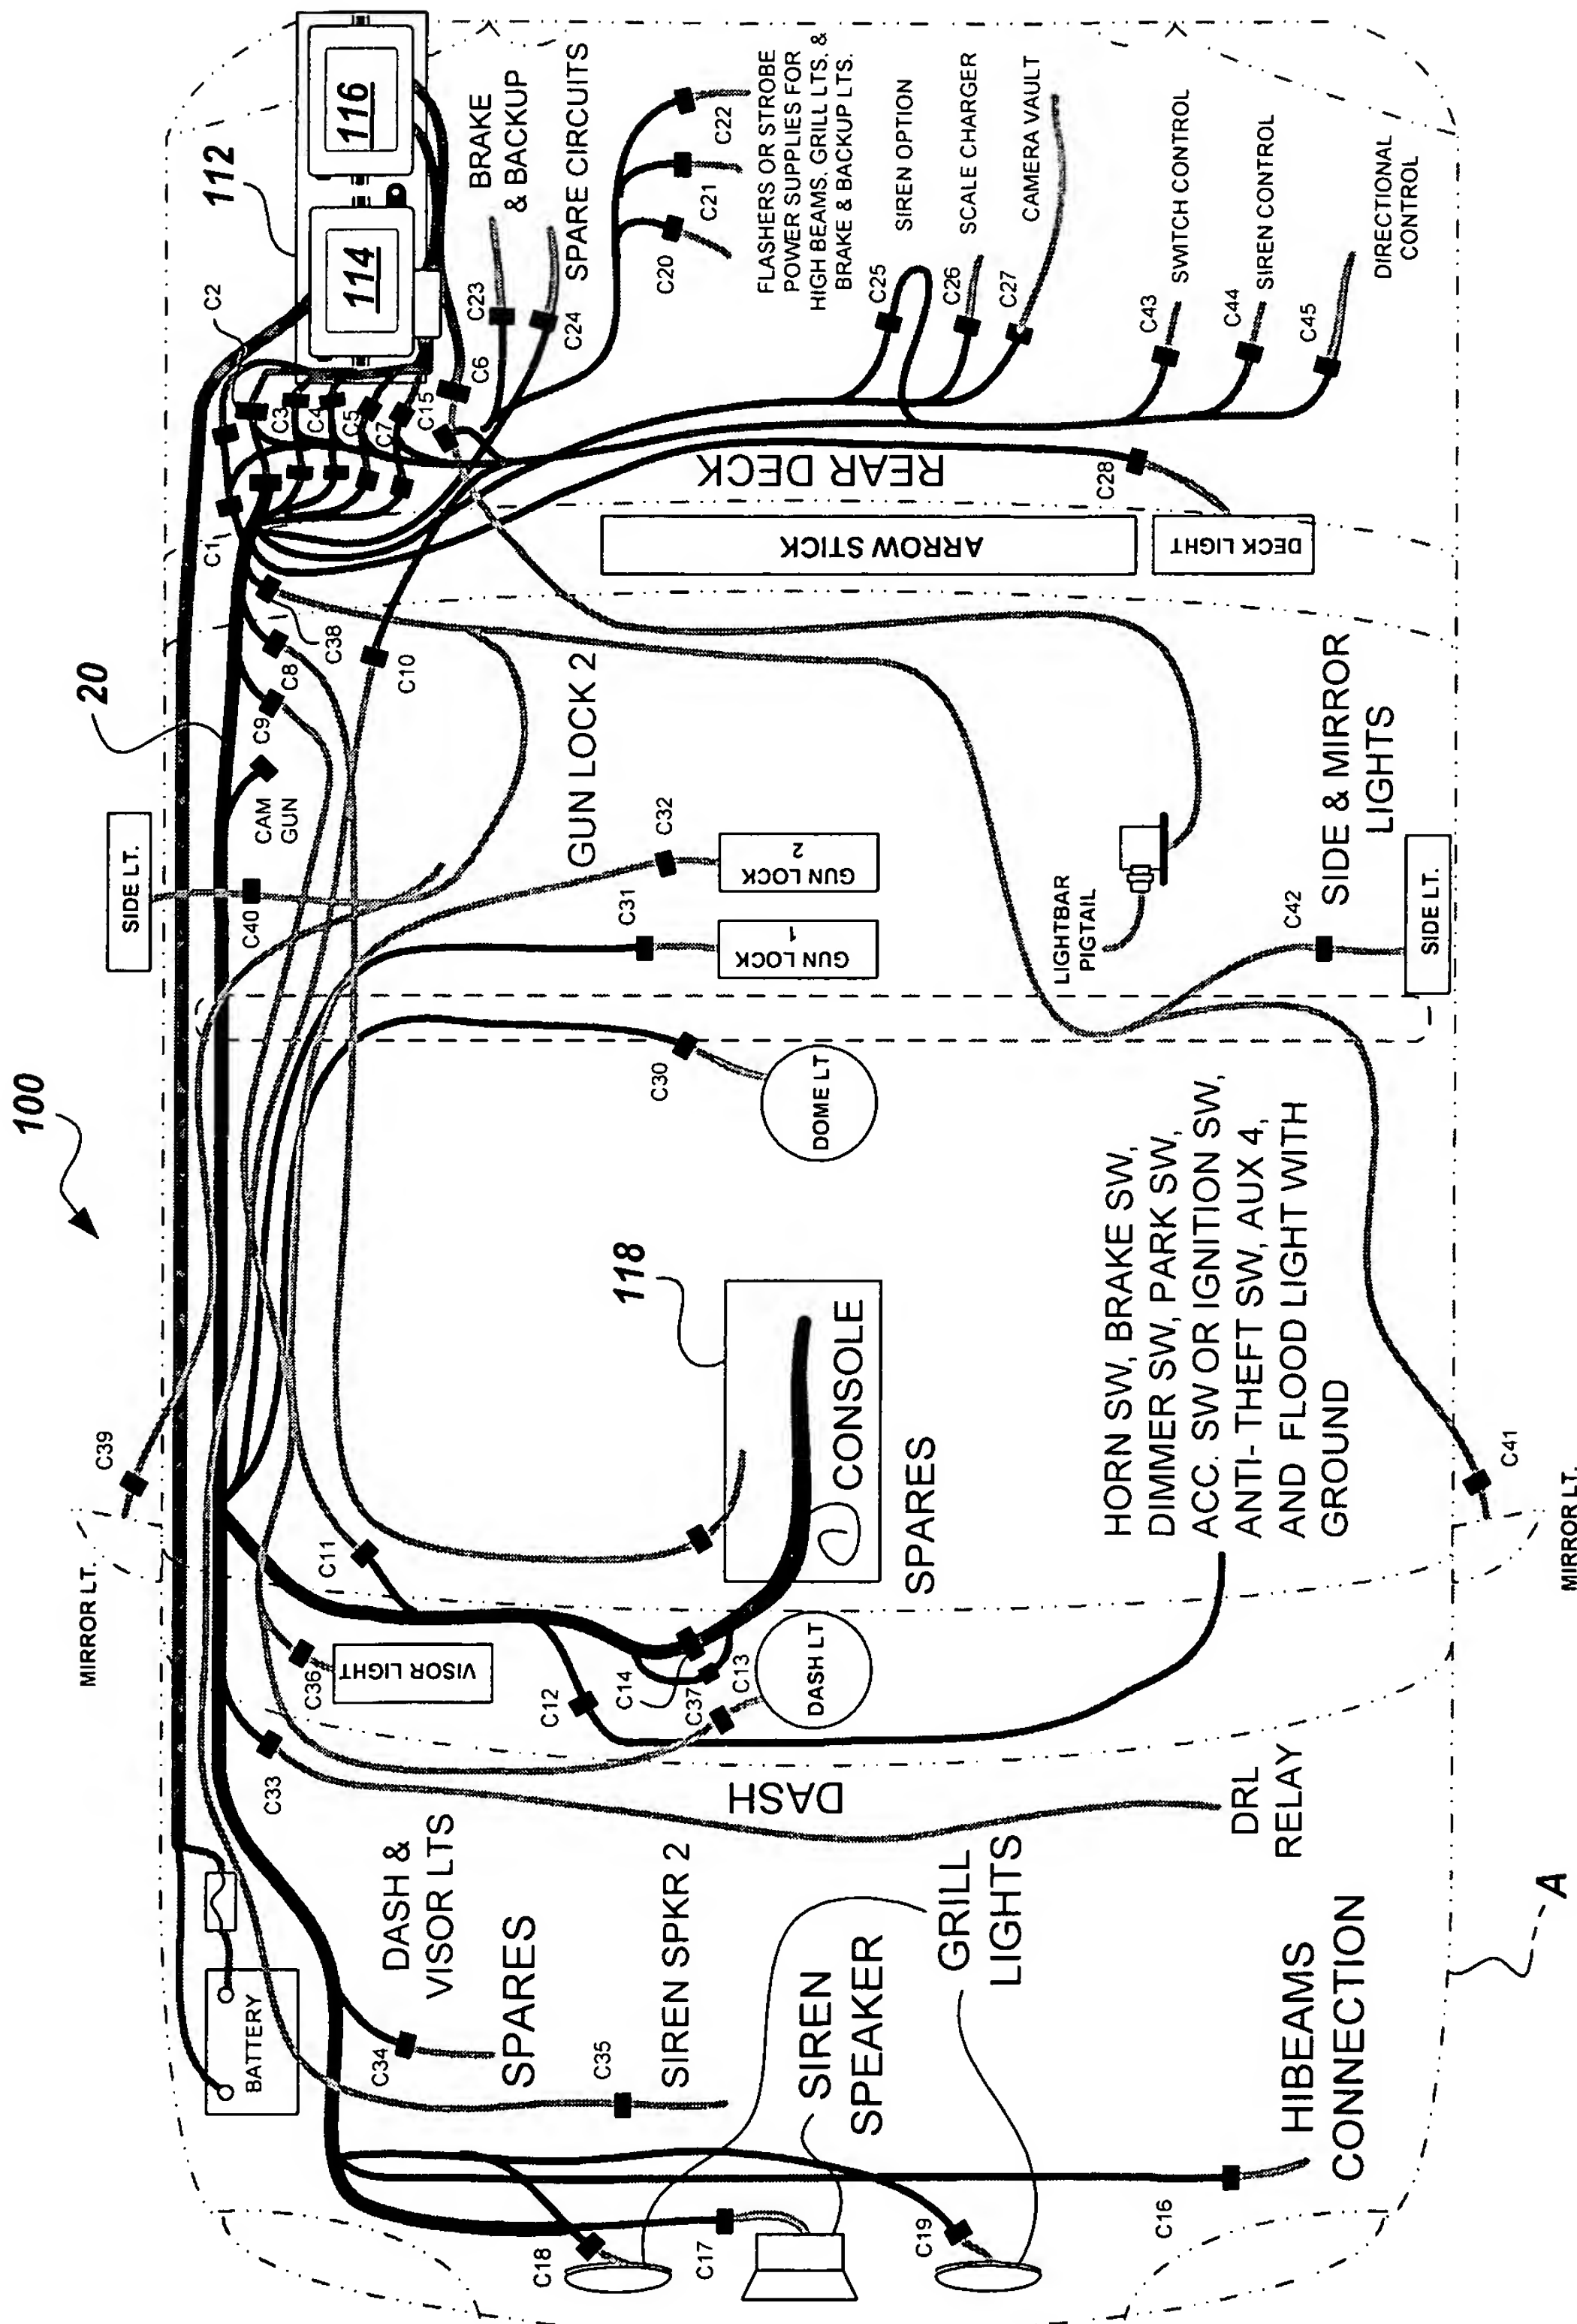 100
20
112
114
116
C2
BRAKE
& BACKUP
SPARE CIRCUITS
C23
C24
C6
C15
C3
C4
C5
C7
C1
C22
C21
C20
FLASHERS OR STROBE
POWER SUPPLIES FOR
HIGH BEAMS, GRILL LTS, &
BRAKE & BACKUP LTS.
SIREN OPTION
C25
SCALE CHARGER
C26
CAMERA VAULT
C27
SWITCH CONTROL
C43
SIREN CONTROL
C44
DIRECTIONAL
CONTROL
C45
REAR DECK
C28
ARROW STICK
DECK LIGHT
C38
C8
C9
C10
CAM
GUN
SIDE LT.
C40
GUN LOCK 2
C32
GUN LOCK
2
C31
GUN LOCK
1
LIGHTBAR
PIGTAIL
SIDE & MIRROR
LIGHTS
C42
SIDE LT.
C30
DOME LT
118
CONSOLE
SPARES
HORN SW, BRAKE SW,
DIMMER SW, PARK SW,
ACC. SW OR IGNITION SW,
ANTI- THEFT SW, AUX 4,
AND FLOOD LIGHT WITH
GROUND
C39
MIRROR LT.
C41
MIRROR LT.
C11
C36
VISOR LIGHT
C12
C14
C37
C13
DASH LT
C33
DASH
DRL
RELAY
BATTERY
DASH &
VISOR LTS
SPARES
C34
C35
SIREN SPKR 2
SIREN
SPEAKER
GRILL
LIGHTS
HIBEAMS
CONNECTION
A
C18
C17
C19
C16